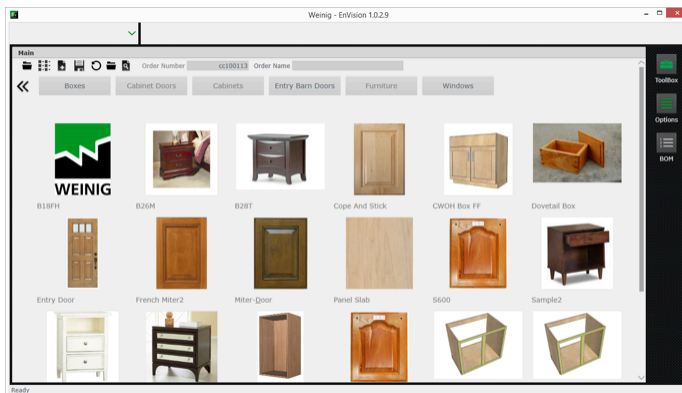 Weinig - EnVision 1.0.2.9
Main
Order Number cc100113 Order Name
Boxes Cabinet Doors Cabinets Entry Barn Doors Furniture Windows
ToolBox
Options
BOM
WEINIG
B18FH B26M B28T Cope And Stick CWOH Box FF Dovetail Box
Entry Door French Miter2 Miter-Door Panel Slab S600 Sample2
Ready